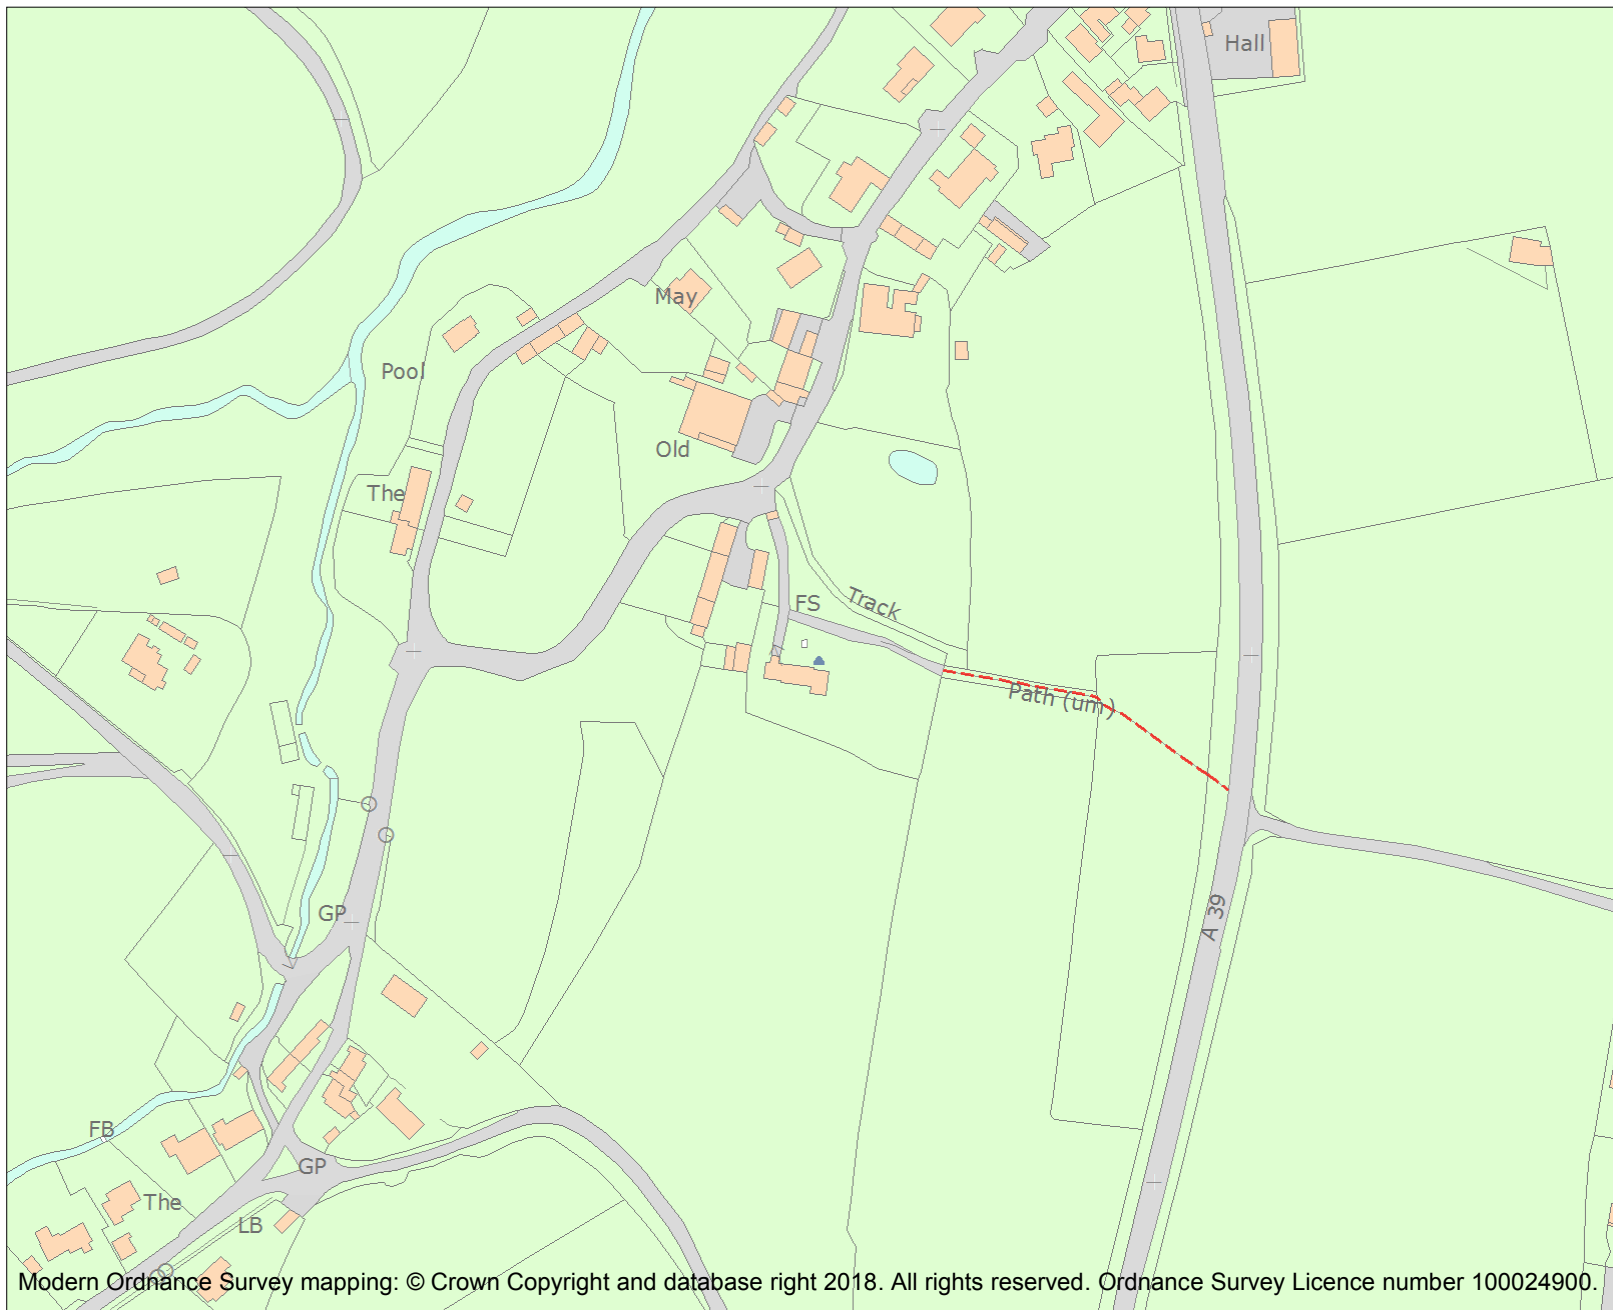 Hall
May
Pool
Old
The
FS
Track
Path (um)
A 39
GP
FB
GP
The
LB
Modern Ordnance Survey mapping: © Crown Copyright and database right 2018. All rights reserved. Ordnance Survey Licence number 100024900.